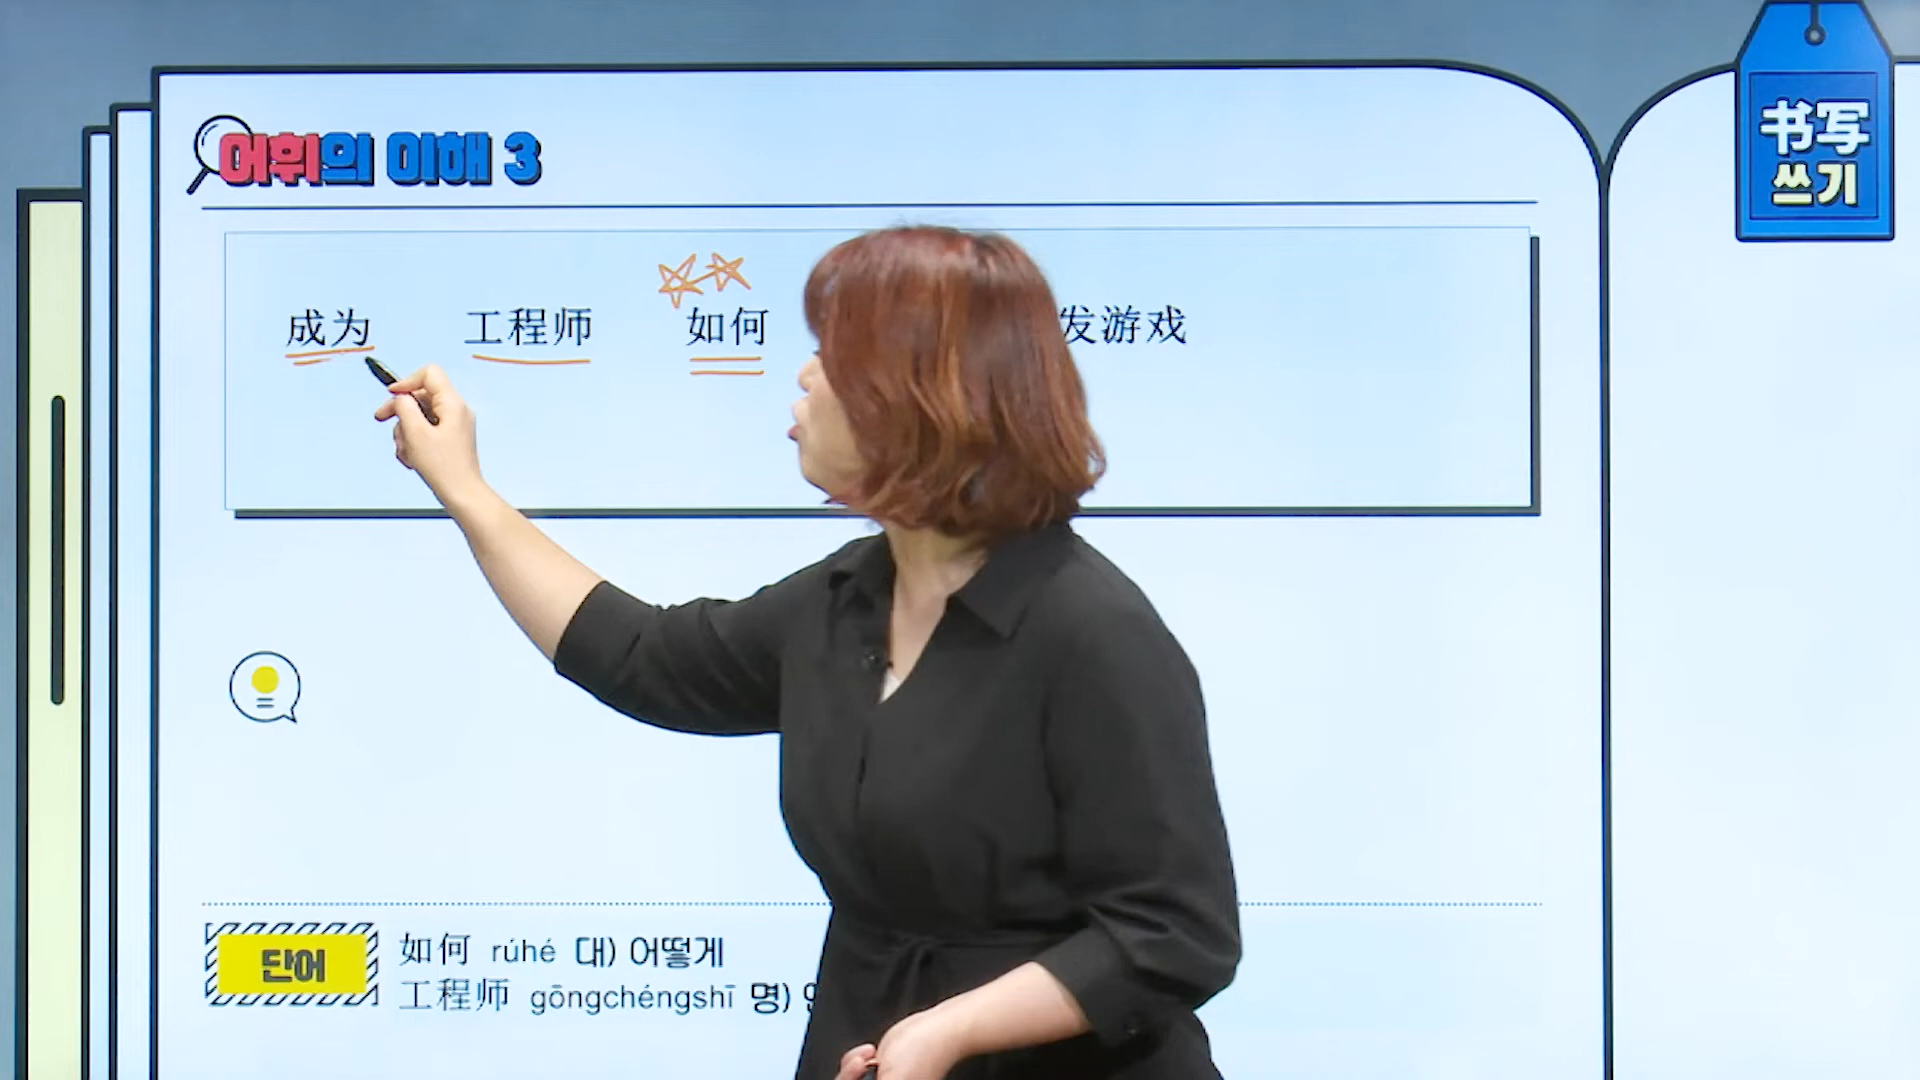 어휘의 이해 3
书写
쓰기
成为 工程师 如何 发游戏
단어
如何 rúhé 대) 어떻게
工程师 gōngchéngshī 명)